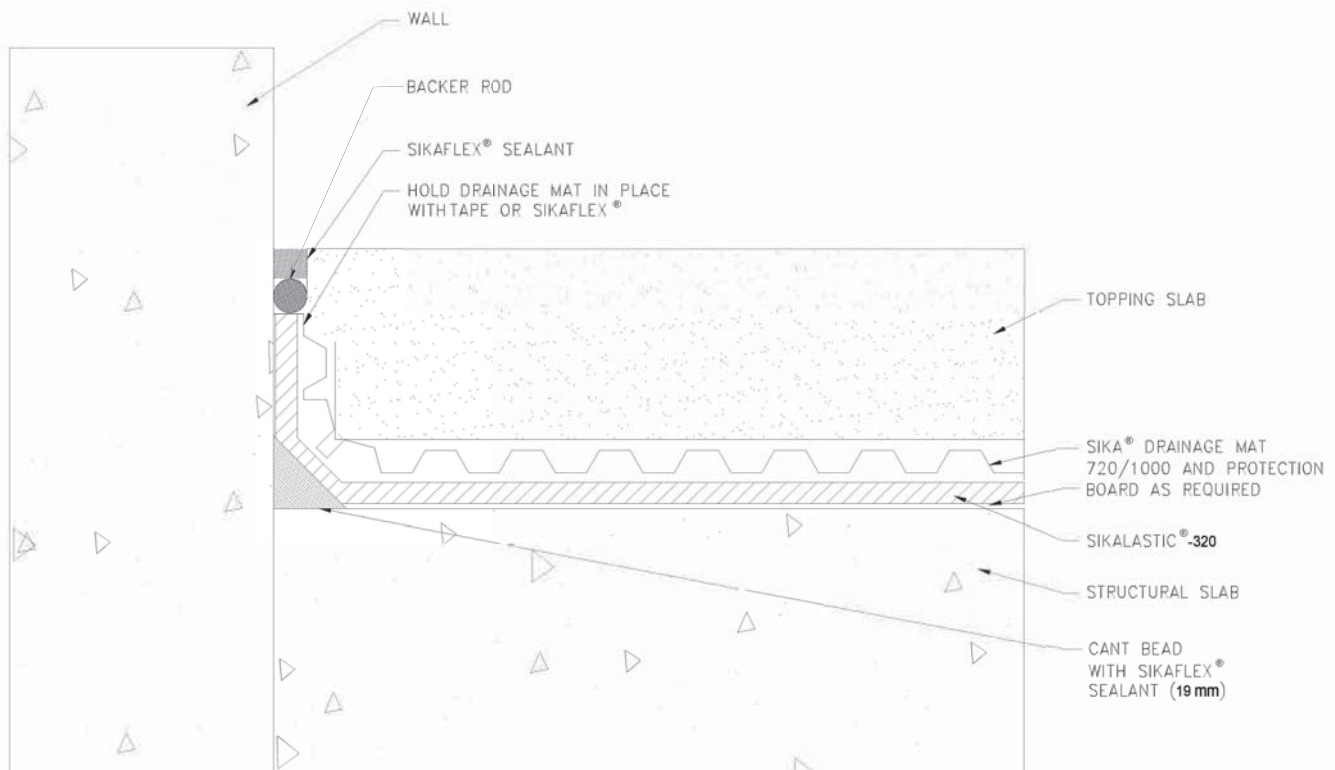 WALL
BACKER ROD
SIKAFLEX® SEALANT
HOLD DRAINAGE MAT IN PLACE
WITHTAPE OR SIKAFLEX®
TOPPING SLAB
SIKA® DRAINAGE MAT
720/1000 AND PROTECTION
BOARD AS REQUIRED
SIKALASTIC®-320
STRUCTURAL SLAB
CANT BEAD
WITH SIKAFLEX®
SEALANT (19 mm)